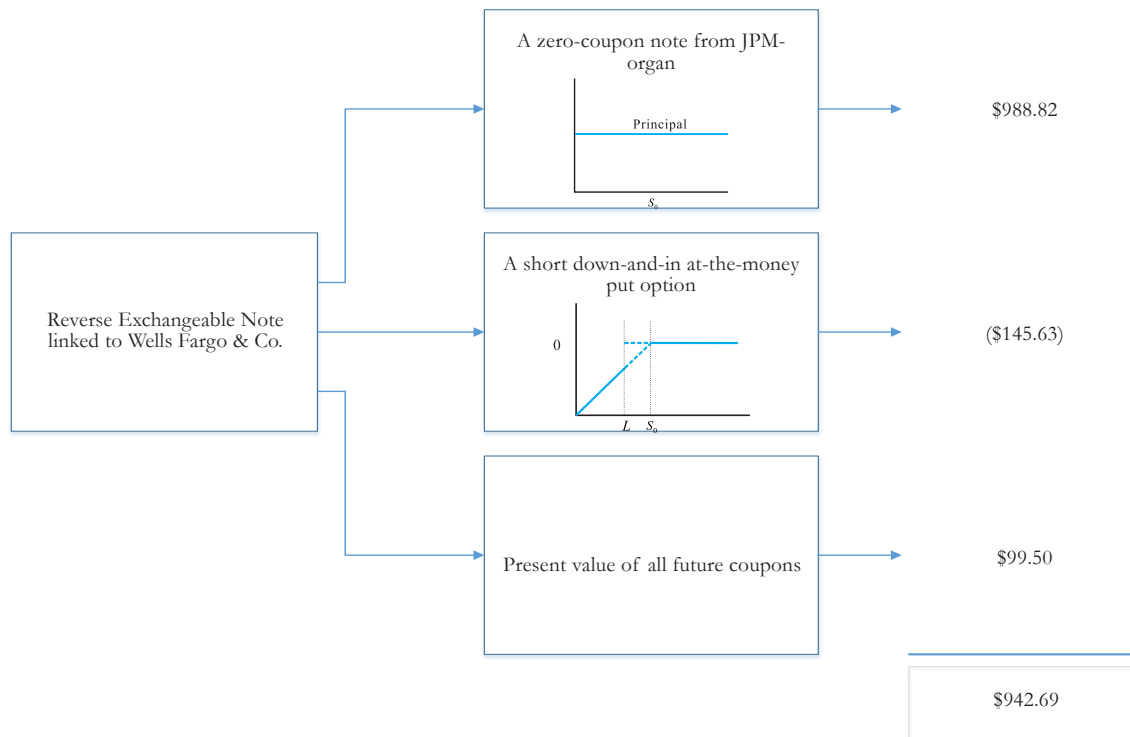 A zero-coupon note from JPM-
organ
Principal
S₀
$988.82
Reverse Exchangeable Note
linked to Wells Fargo & Co.
A short down-and-in at-the-money
put option
0
L S₀
($145.63)
Present value of all future coupons
$99.50
$942.69